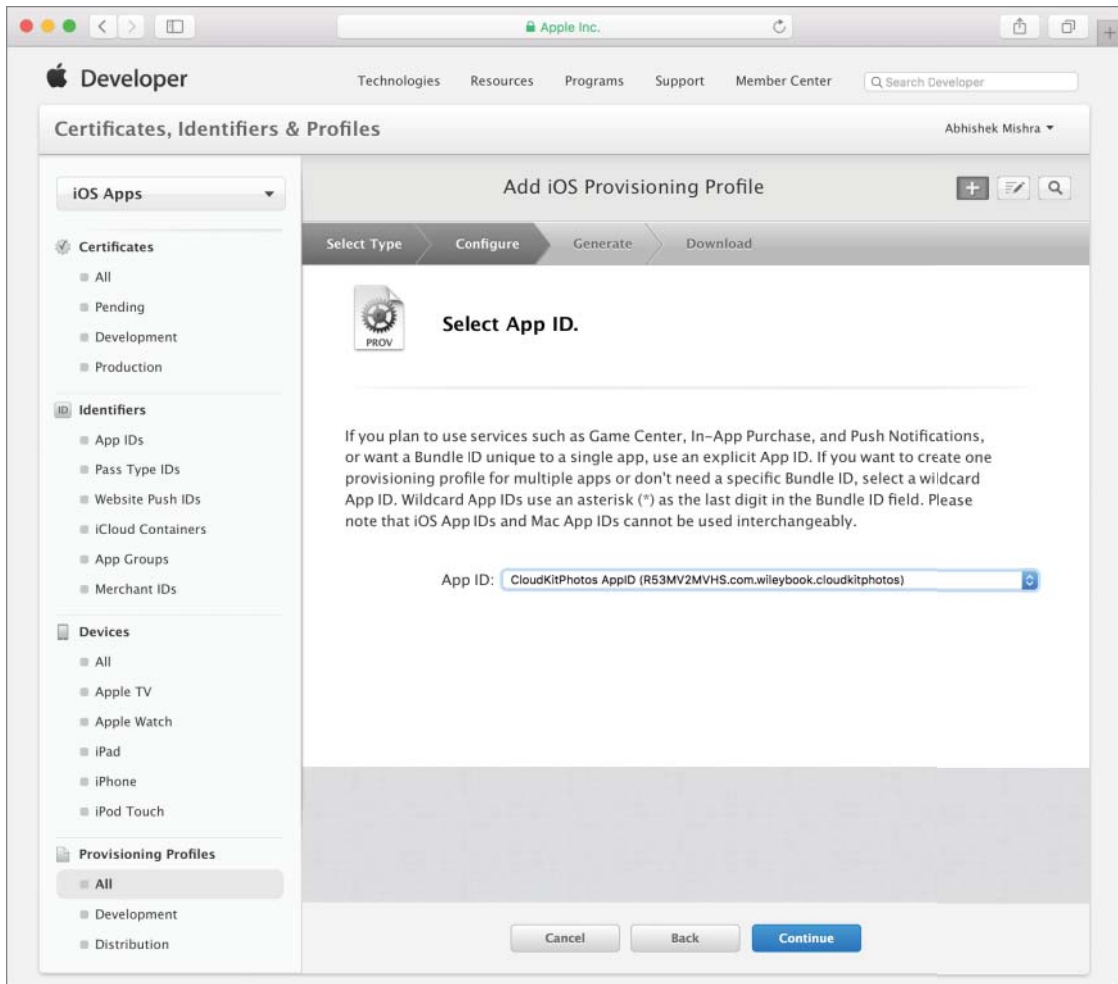 Apple Inc.
Developer
Technologies Resources Programs Support Member Center Search Developer
Certificates, Identifiers & Profiles
Abhishek Mishra
iOS Apps
Certificates
All
Pending
Development
Production
ID Identifiers
App IDs
Pass Type IDs
Website Push IDs
iCloud Containers
App Groups
Merchant IDs
Devices
All
Apple TV
Apple Watch
iPad
iPhone
iPod Touch
Provisioning Profiles
All
Development
Distribution
Add iOS Provisioning Profile
Select Type Configure Generate Download
PROV
Select App ID.
If you plan to use services such as Game Center, In-App Purchase, and Push Notifications,
or want a Bundle ID unique to a single app, use an explicit App ID. If you want to create one
provisioning profile for multiple apps or don't need a specific Bundle ID, select a wildcard
App ID. Wildcard App IDs use an asterisk (*) as the last digit in the Bundle ID field. Please
note that iOS App IDs and Mac App IDs cannot be used interchangeably.
App ID: CloudKitPhotos AppID (R53MV2MVHS.com.wileybook.cloudkitphotos)
Cancel Back Continue